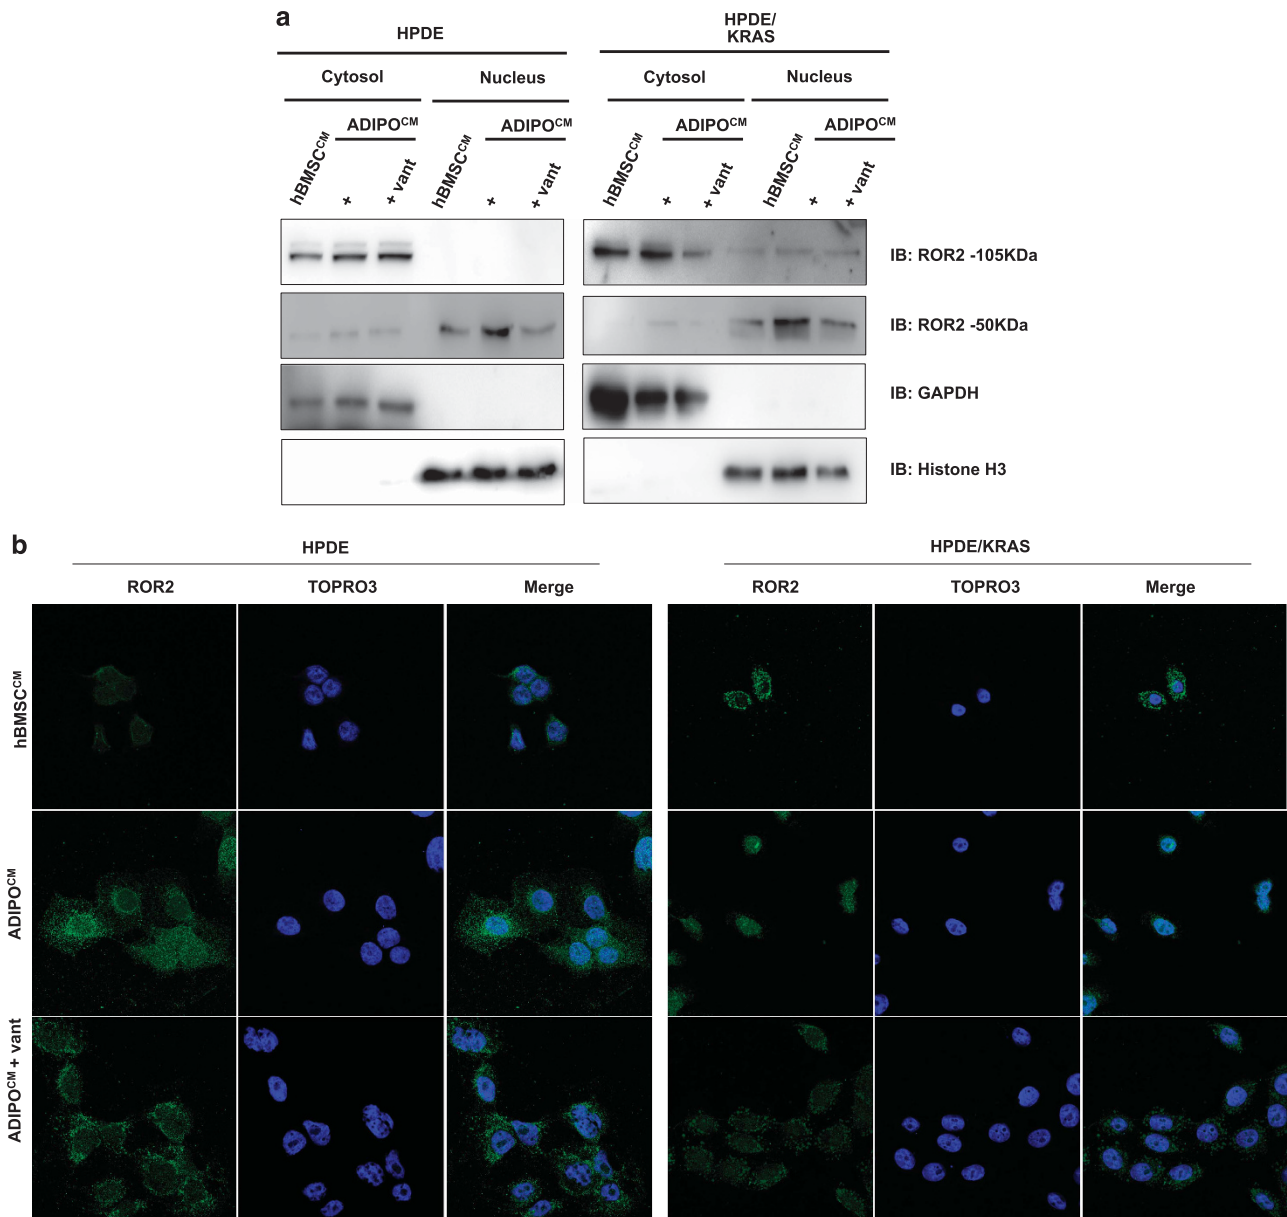 a
HPDE
HPDE/
KRAS
Cytosol
Nucleus
Cytosol
Nucleus
ADIPO^CM
ADIPO^CM
ADIPO^CM
ADIPO^CM
hBMSC^CM
+
+ vant
hBMSC^CM
+
+ vant
hBMSC^CM
+
+ vant
hBMSC^CM
+
+ vant
IB: ROR2 -105KDa
IB: ROR2 -50KDa
IB: GAPDH
IB: Histone H3
b
HPDE
HPDE/KRAS
ROR2
TOPRO3
Merge
ROR2
TOPRO3
Merge
hBMSC^CM
ADIPO^CM
ADIPO^CM + vant